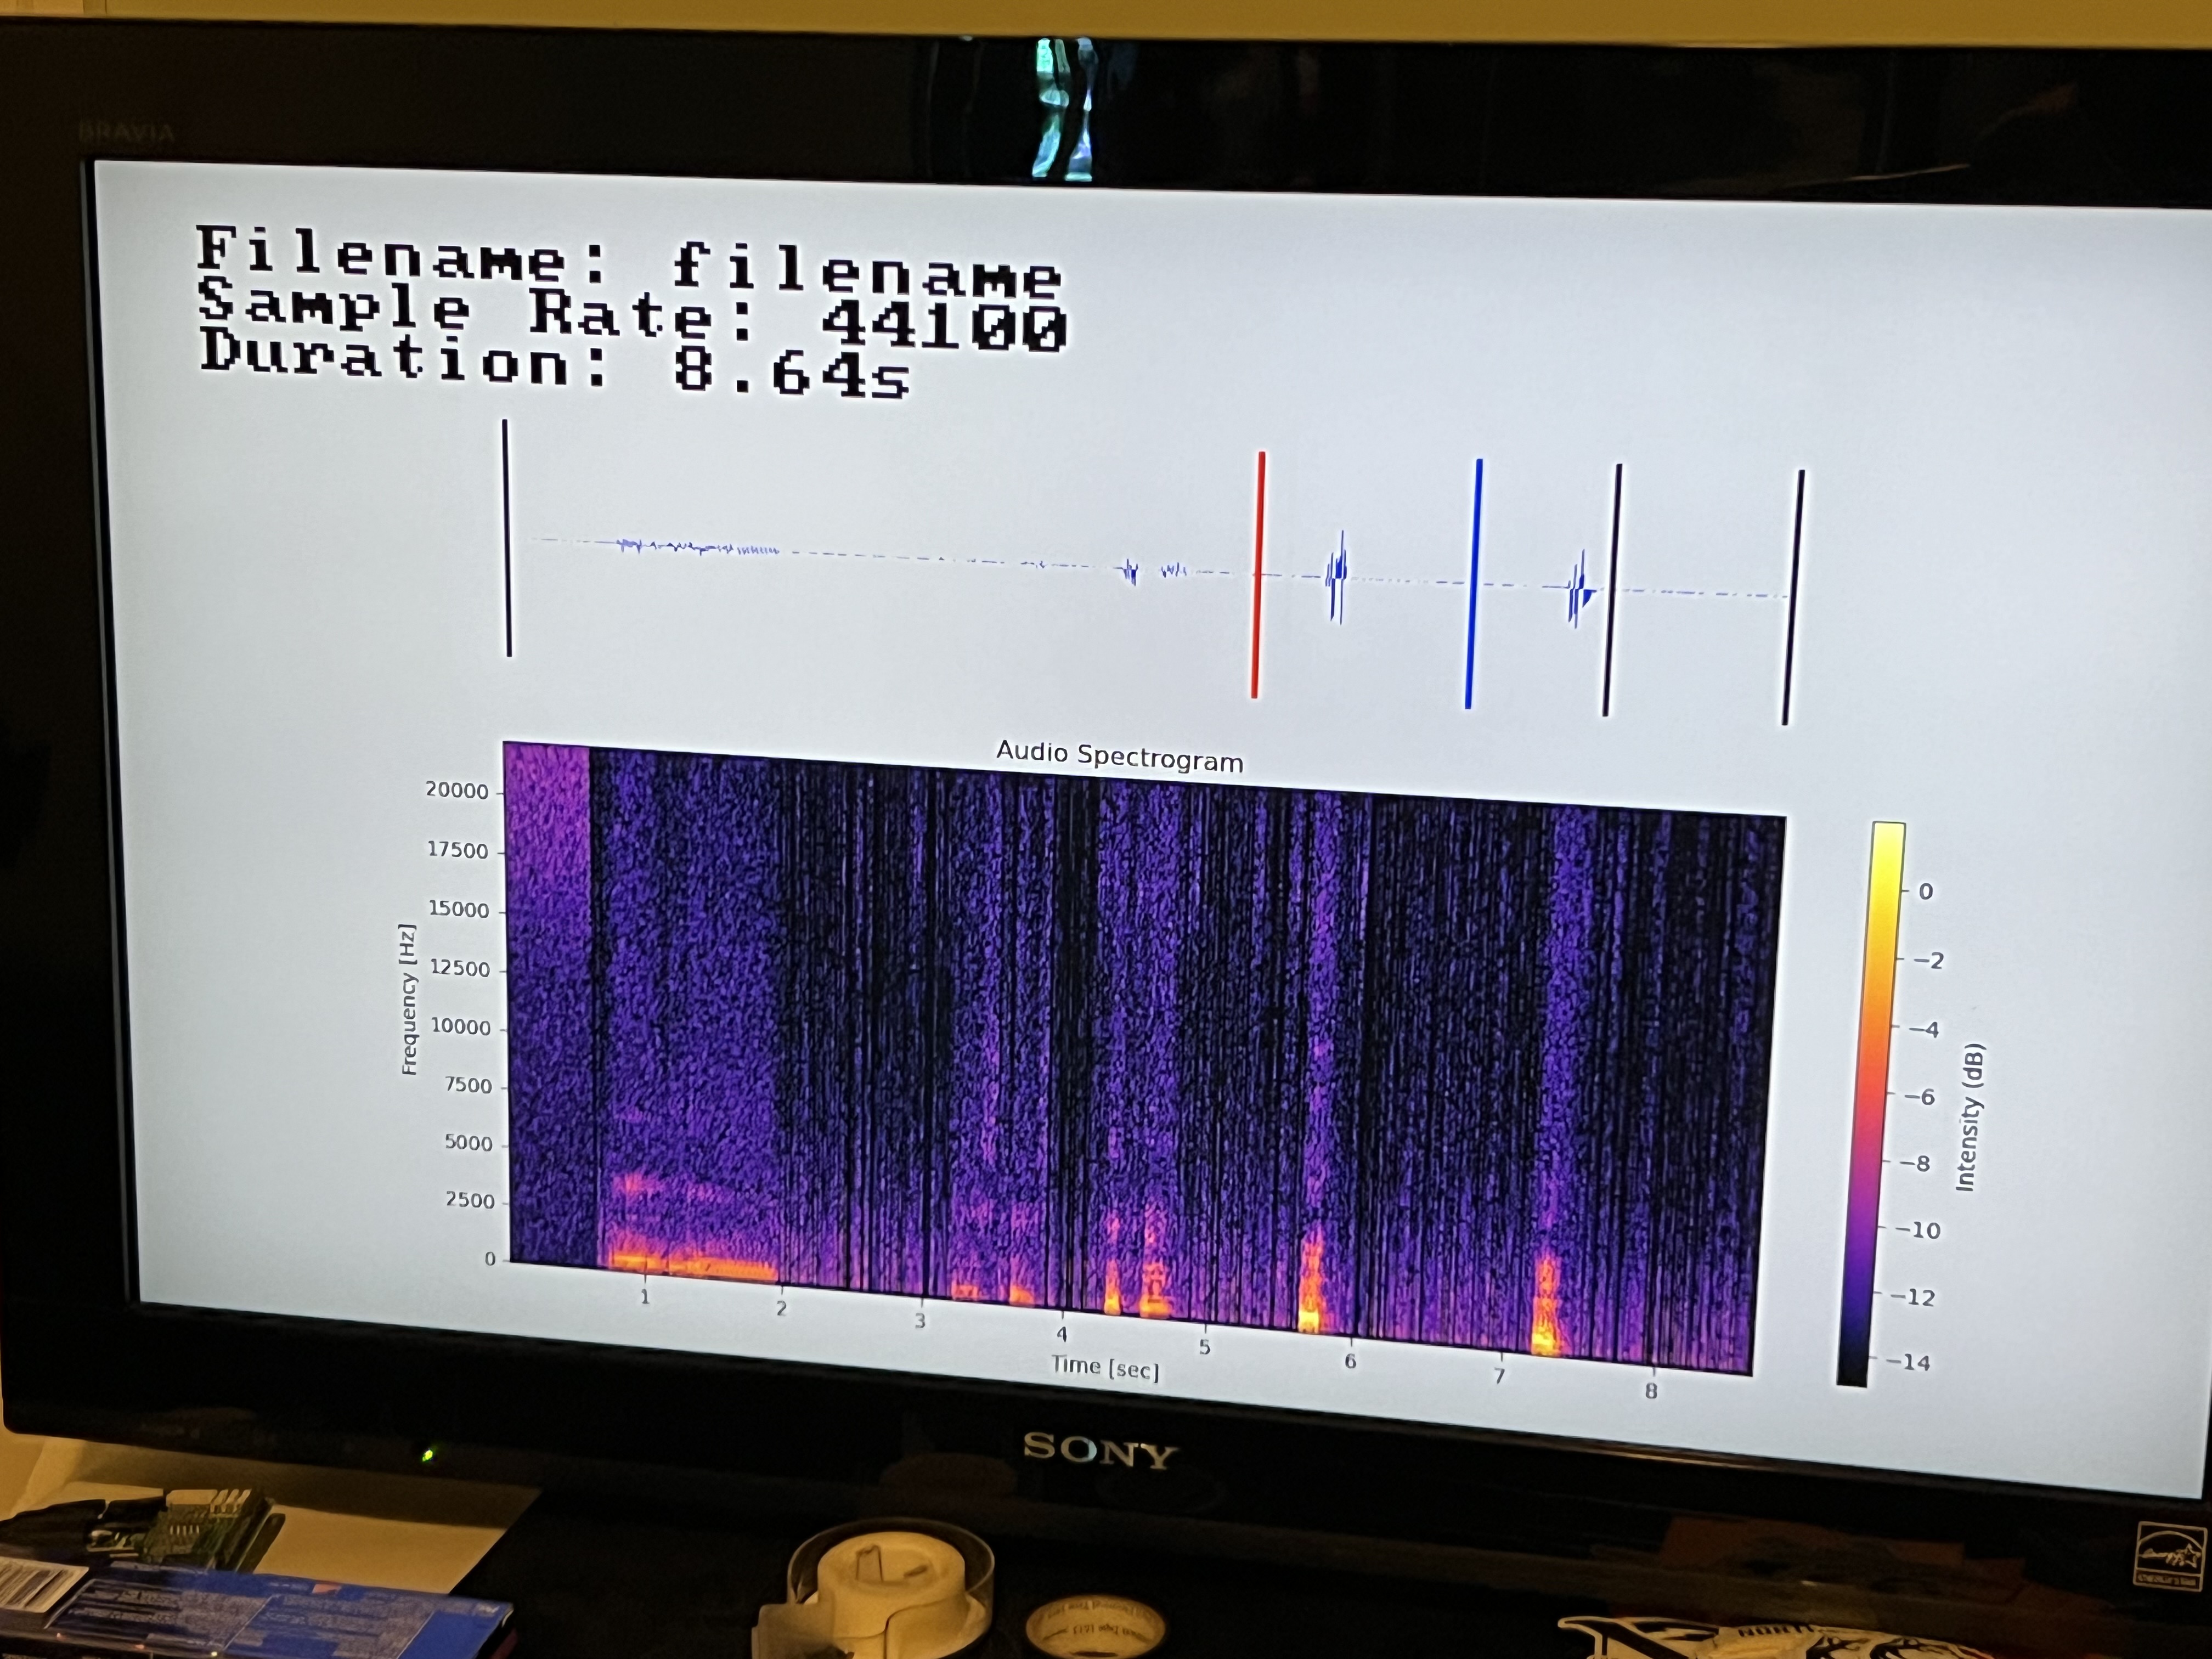 BRAVIA
Filename: filename
Sample Rate: 44100
Duration: 8.64s
Audio Spectrogram
20000
17500
15000
12500
10000
7500
5000
2500
0
Frequency [Hz]
1
2
3
4
5
6
7
8
Time [sec]
0
−2
−4
−6
−8
−10
−12
−14
Intensity (dB)
SONY